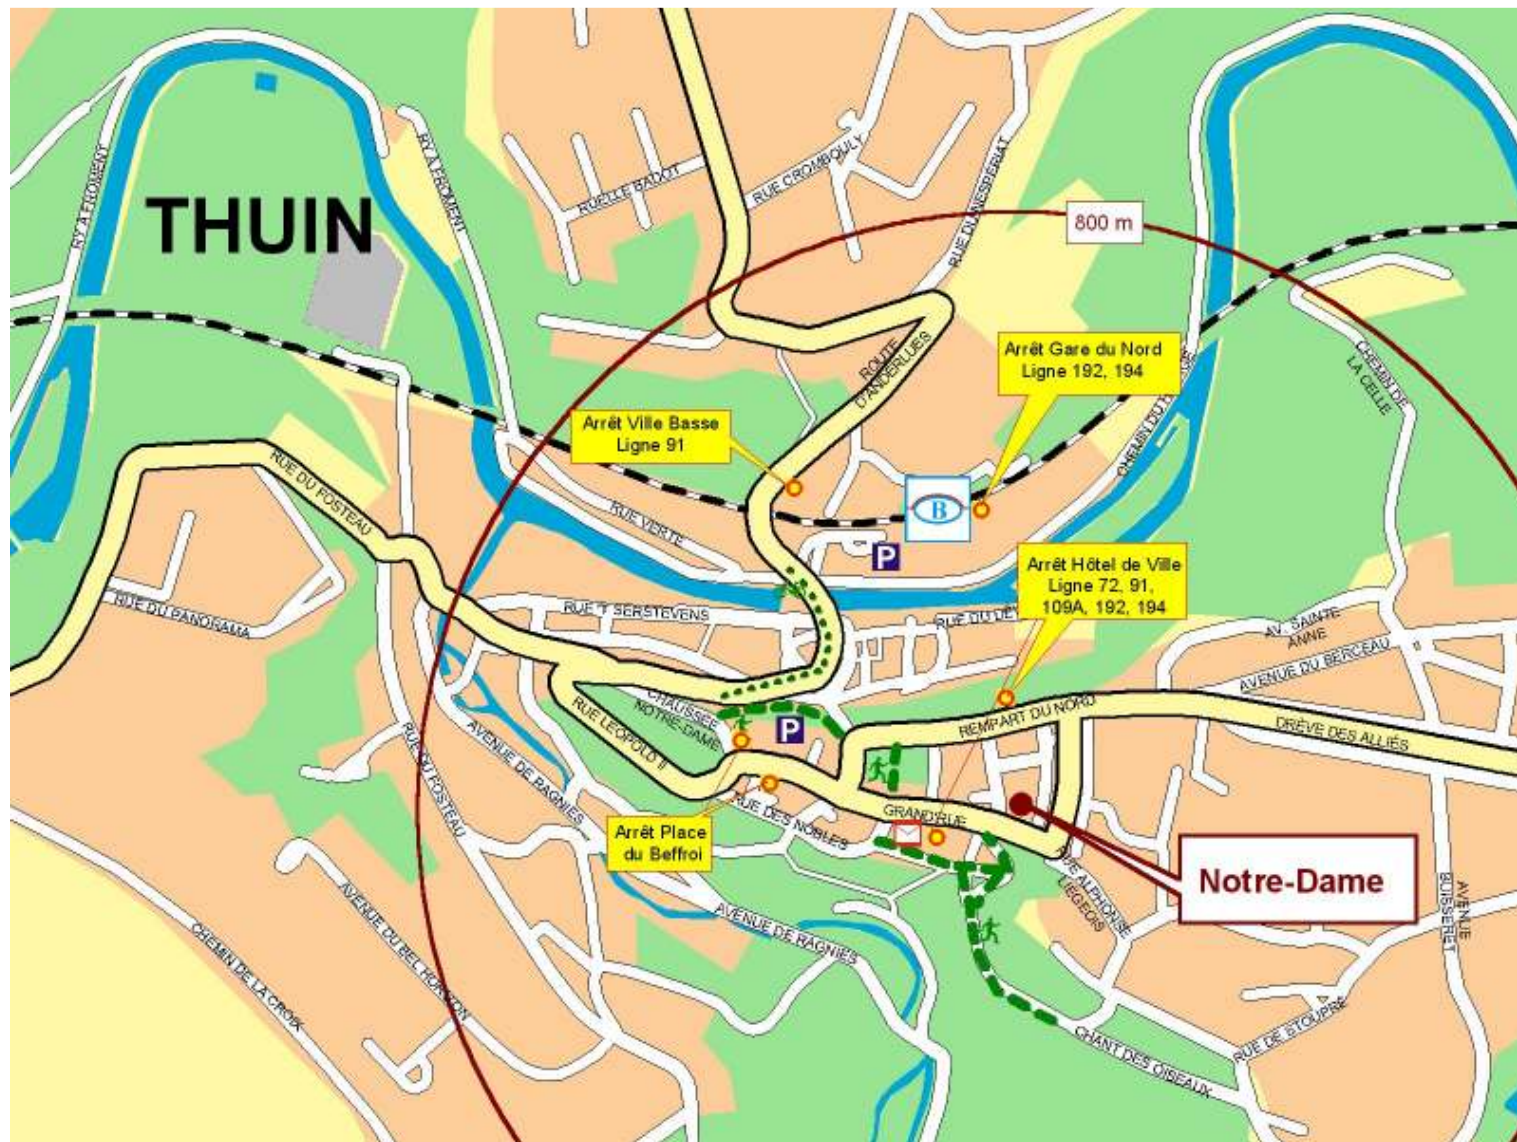 THUIN
800 m
RY À FROMENT
RY À FROMENT
RUELLE BADOT
RUE CROMBOULY
ROUTE
D'ANDERLUES
Arrêt Gare du Nord
Ligne 192, 194
CHEMIN DE
LA CELLE
Arrêt Ville Basse
Ligne 91
B
P
RUE DU FOSTEAU
RUE VERTE
Arrêt Hôtel de Ville
Ligne 72, 91,
109A, 192, 194
RUE DU PANORAMA
RUE 'T SERSTEVENS
AV. SAINTE
ANNE
AVENUE DU BERCEAU
CHAUSSEE
NOTRE-DAME
RUE LEOPOLD II
P
REMPART DU NORD
DRÈVE DES ALLIÉS
RUE DU FOSTEAU
AVENUE DE RAGNIES
RUE DES NOBLES
GRAND'RUE
Arrêt Place
du Beffroi
Notre-Dame
ALPHONSE
LIEGEOIS
AVENUE
BUISSERET
AVENUE DU BEL HORIZON
AVENUE DE RAGNIES
CHEMIN DE LA CROIX
CHANT DES OISEAUX
RUE DE STOUPRE